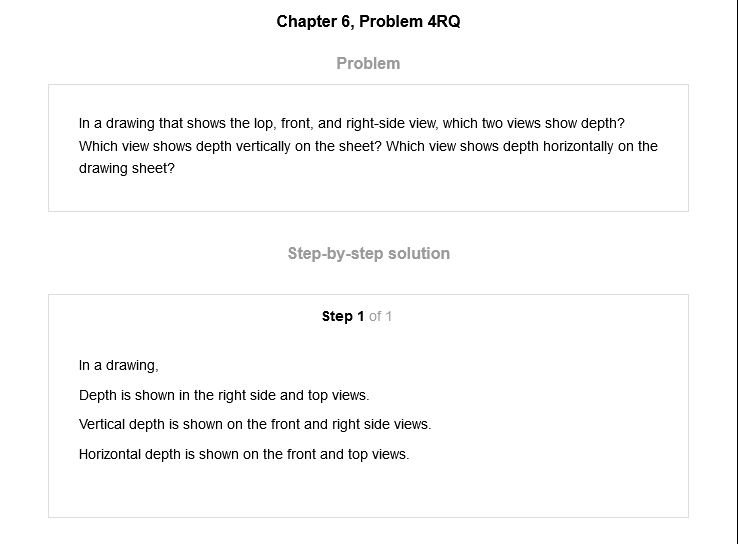 Chapter 6, Problem 4RQ
Problem
In a drawing that shows the lop, front, and right-side view, which two views show depth?
Which view shows depth vertically on the sheet? Which view shows depth horizontally on the
drawing sheet?
Step-by-step solution
Step 1 of 1
In a drawing,
Depth is shown in the right side and top views.
Vertical depth is shown on the front and right side views.
Horizontal depth is shown on the front and top views.